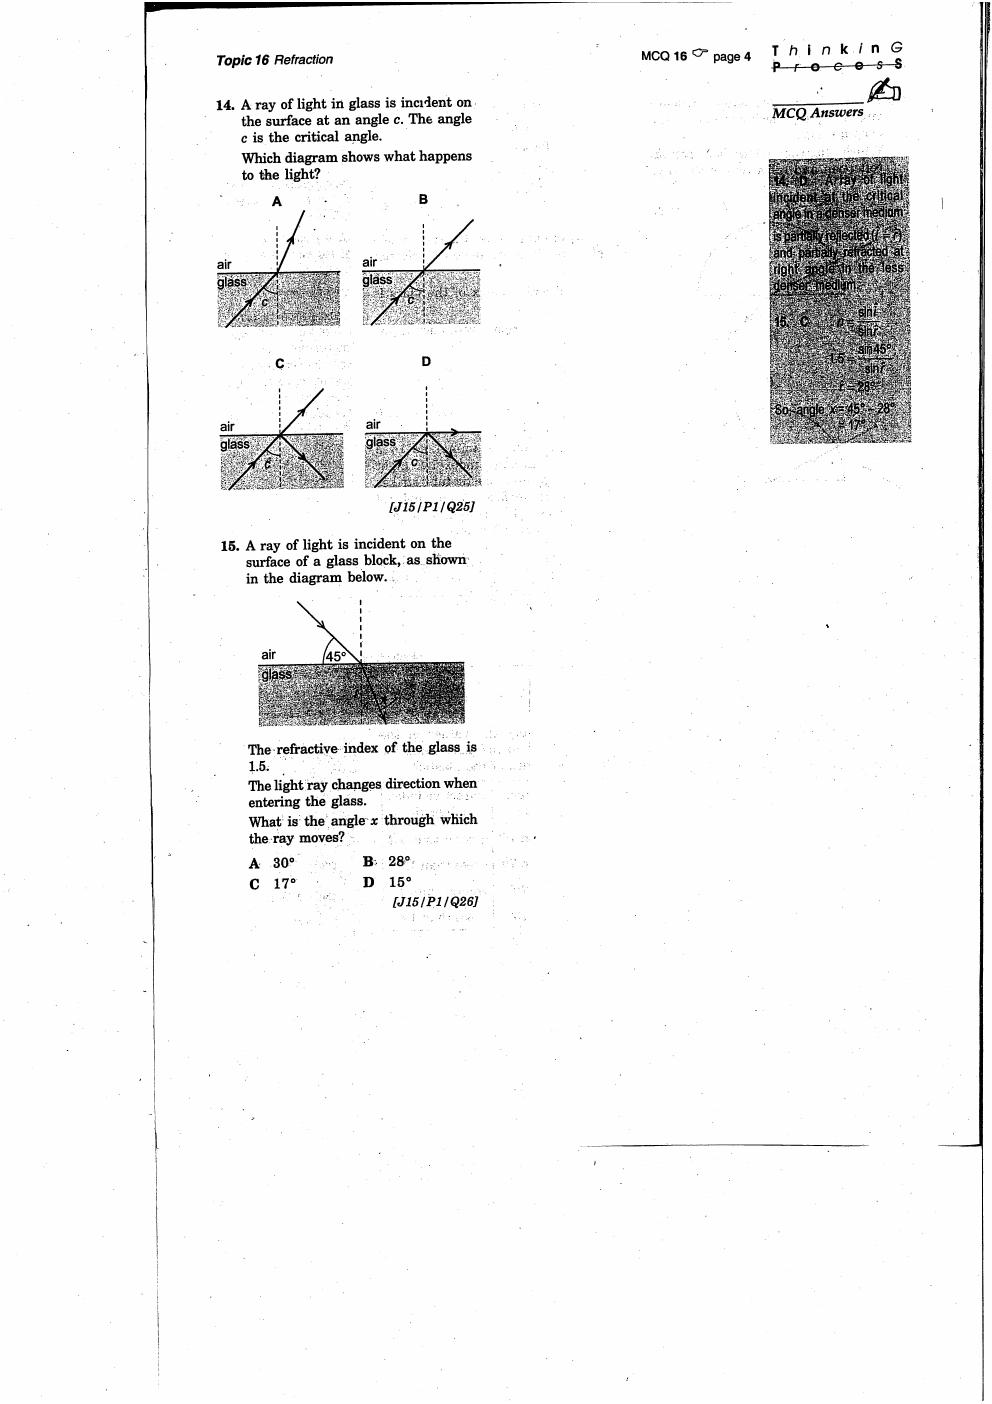 Topic 16 Refraction
MCQ 16 page 4
ThinkinG
ProcessS
MCQ Answers
14. A ray of light in glass is incident on
the surface at an angle c. The angle
c is the critical angle.
Which diagram shows what happens
to the light?
A
B
air
glass
c
air
glass
c
C
D
air
glass
c
air
glass
c
[J15/P1/Q25]
15. A ray of light is incident on the
surface of a glass block, as shown
in the diagram below.
air
45°
glass
The refractive index of the glass is
1.5.
The light ray changes direction when
entering the glass.
What is the angle x through which
the ray moves?
A 30° B 28°
C 17° D 15°
[J15/P1/Q26]
14. D A ray of light
incident at the critical
angle in a denser medium
is partially reflected
and partially refracted at
right angle in the less
denser medium.
15. C
sin i
sin r
1.5 = sin45°
sin r
r = 28°
So, angle x = 45° - 28°
= 17°